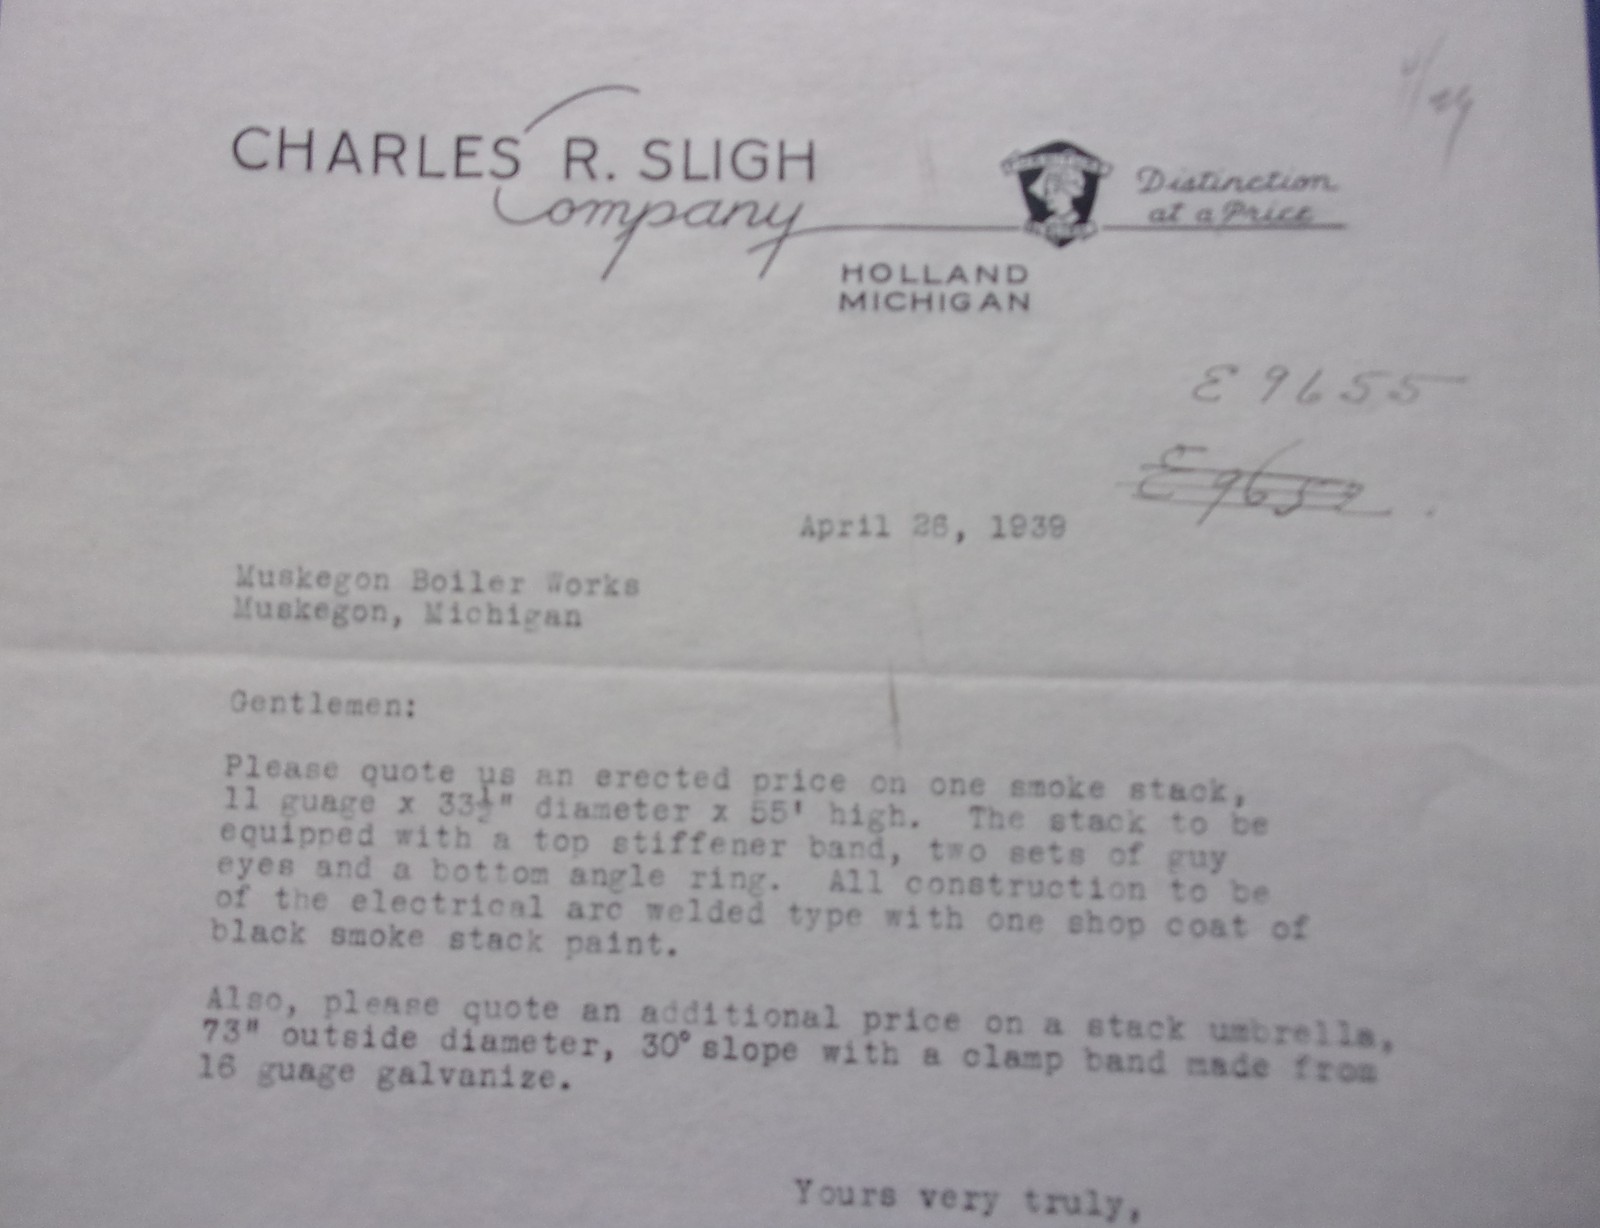 CHARLES R. SLIGH
Company
Distinction
at a Price
HOLLAND
MICHIGAN
E 9655
E9652
April 26, 1939
Muskegon Boiler Works
Muskegon, Michigan
Gentlemen:
Please quote us an erected price on one smoke stack,
11 guage x 33½" diameter x 55' high. The stack to be
equipped with a top stiffener band, two sets of guy
eyes and a bottom angle ring. All construction to be
of the electrical arc welded type with one shop coat of
black smoke stack paint.
Also, please quote an additional price on a stack umbrella,
73" outside diameter, 30° slope with a clamp band made from
16 guage galvanize.
Yours very truly,